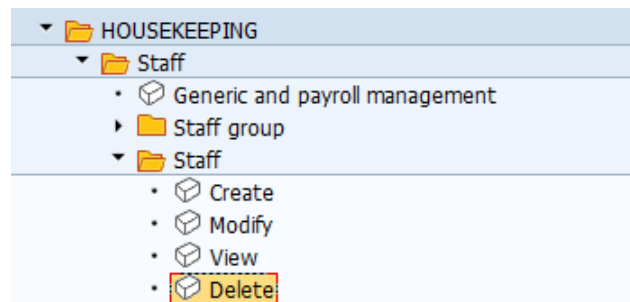 HOUSEKEEPING
Staff
Generic and payroll management
Staff group
Staff
Create
Modify
View
Delete